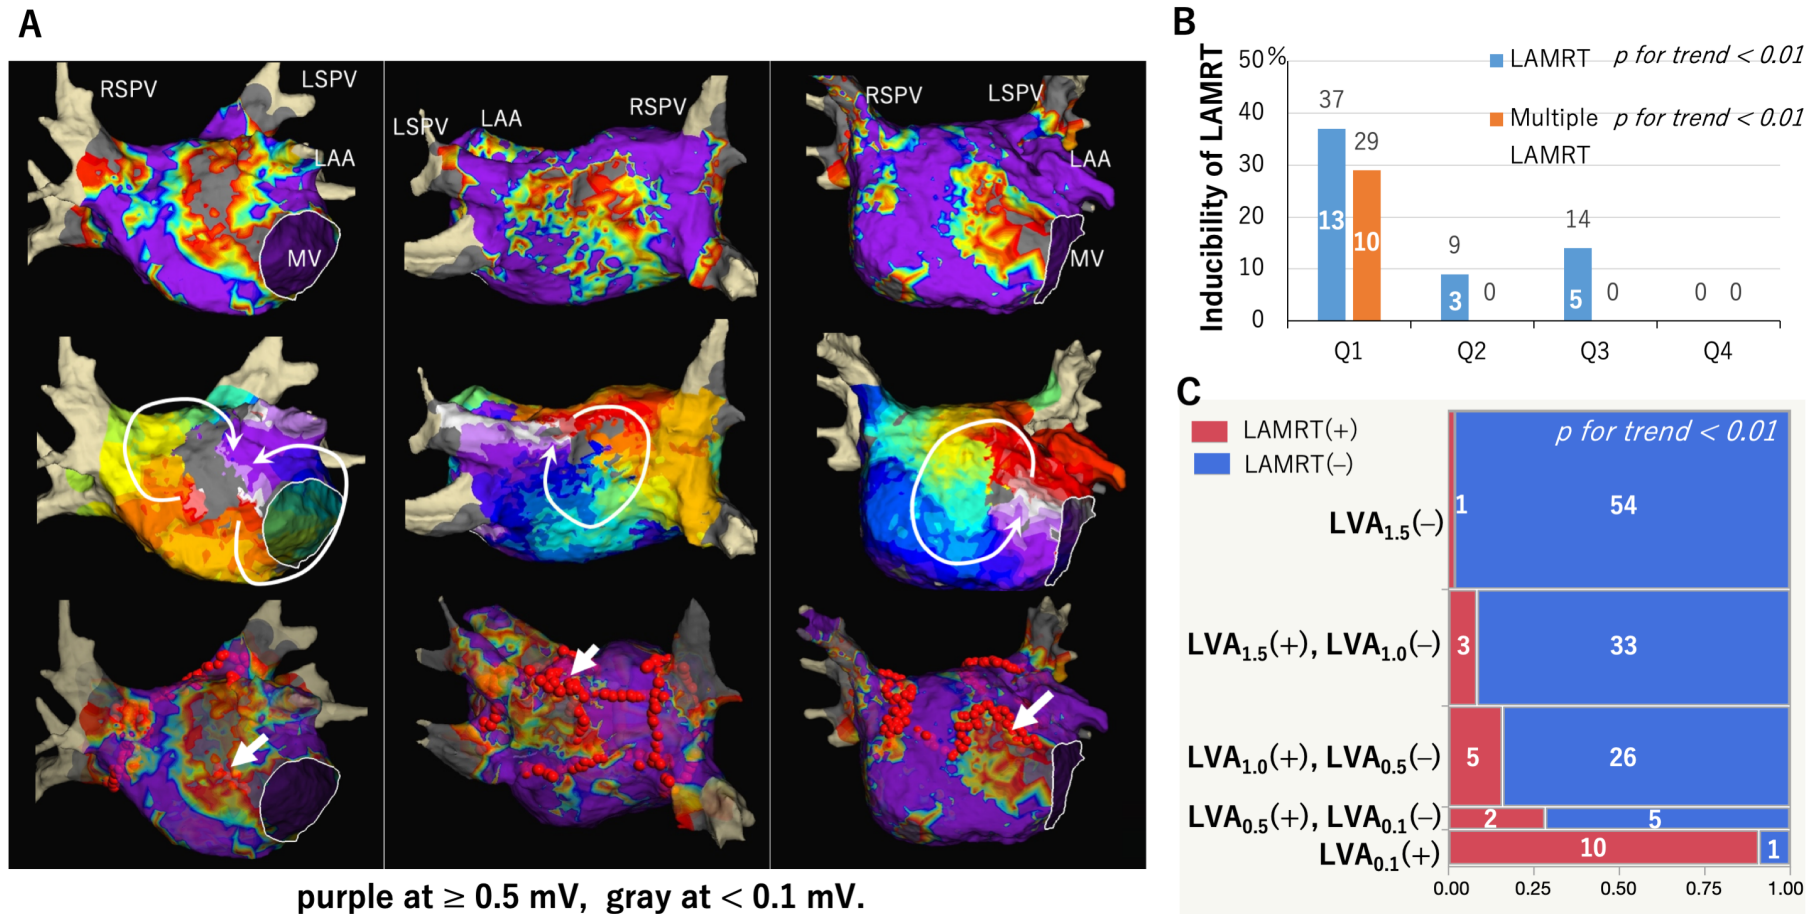 A
RSPV
LSPV
LAA
MV
LSPV
LAA
RSPV
RSPV
LSPV
LAA
MV
purple at ≥ 0.5 mV, gray at < 0.1 mV.
B
Inducibility of LAMRT
50%
40
30
20
10
0
LAMRT p for trend < 0.01
Multiple p for trend < 0.01
LAMRT
37
29
13
10
9
0
3
14
0
5
0 0
Q1 Q2 Q3 Q4
C
LAMRT(+)
LAMRT(–)
p for trend < 0.01
LVA1.5(–) 1 54
LVA1.5(+), LVA1.0(–) 3 33
LVA1.0(+), LVA0.5(–) 5 26
LVA0.5(+), LVA0.1(–) 2 5
LVA0.1(+) 10 1
0.00 0.25 0.50 0.75 1.00